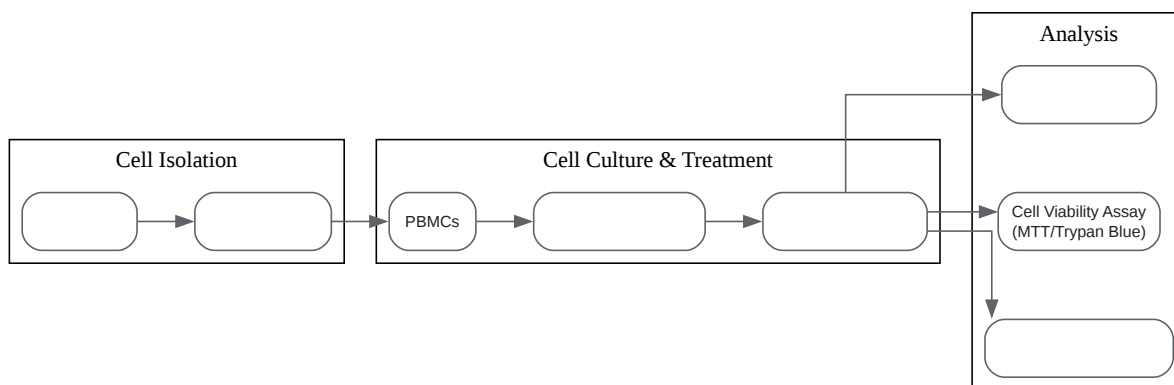 Analysis
Cell Isolation
Cell Culture & Treatment
PBMCs
Cell Viability Assay
(MTT/Trypan Blue)